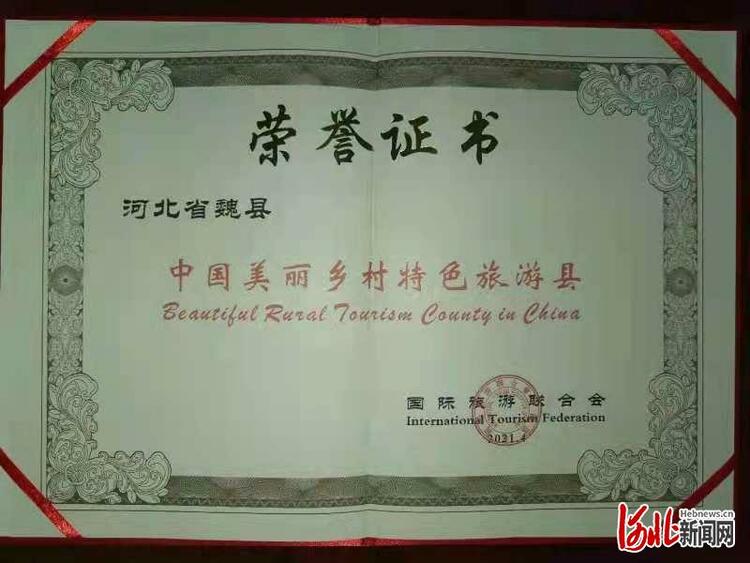 荣誉证书
河北省魏县
中国美丽乡村特色旅游县
Beautiful Rural Tourism County in China
国际旅游联合会
International Tourism Federation
2021.4
河北新闻网
Hebnews.cn